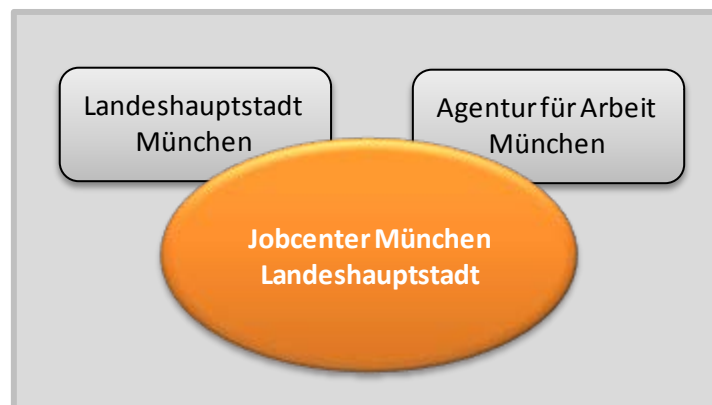 Landeshauptstadt
München
Agentur für Arbeit
München
Jobcenter München
Landeshauptstadt